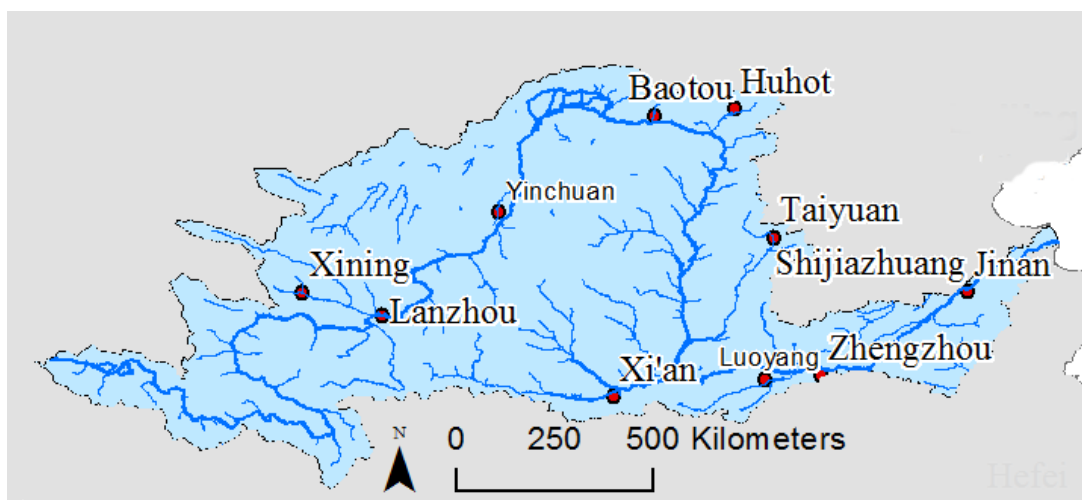 Baotou
Huhot
Yinchuan
Taiyuan
Shijiazhuang
Jinan
Xining
Lanzhou
Xi'an
Luoyang
Zhengzhou
N
0 250 500 Kilometers
Hefei